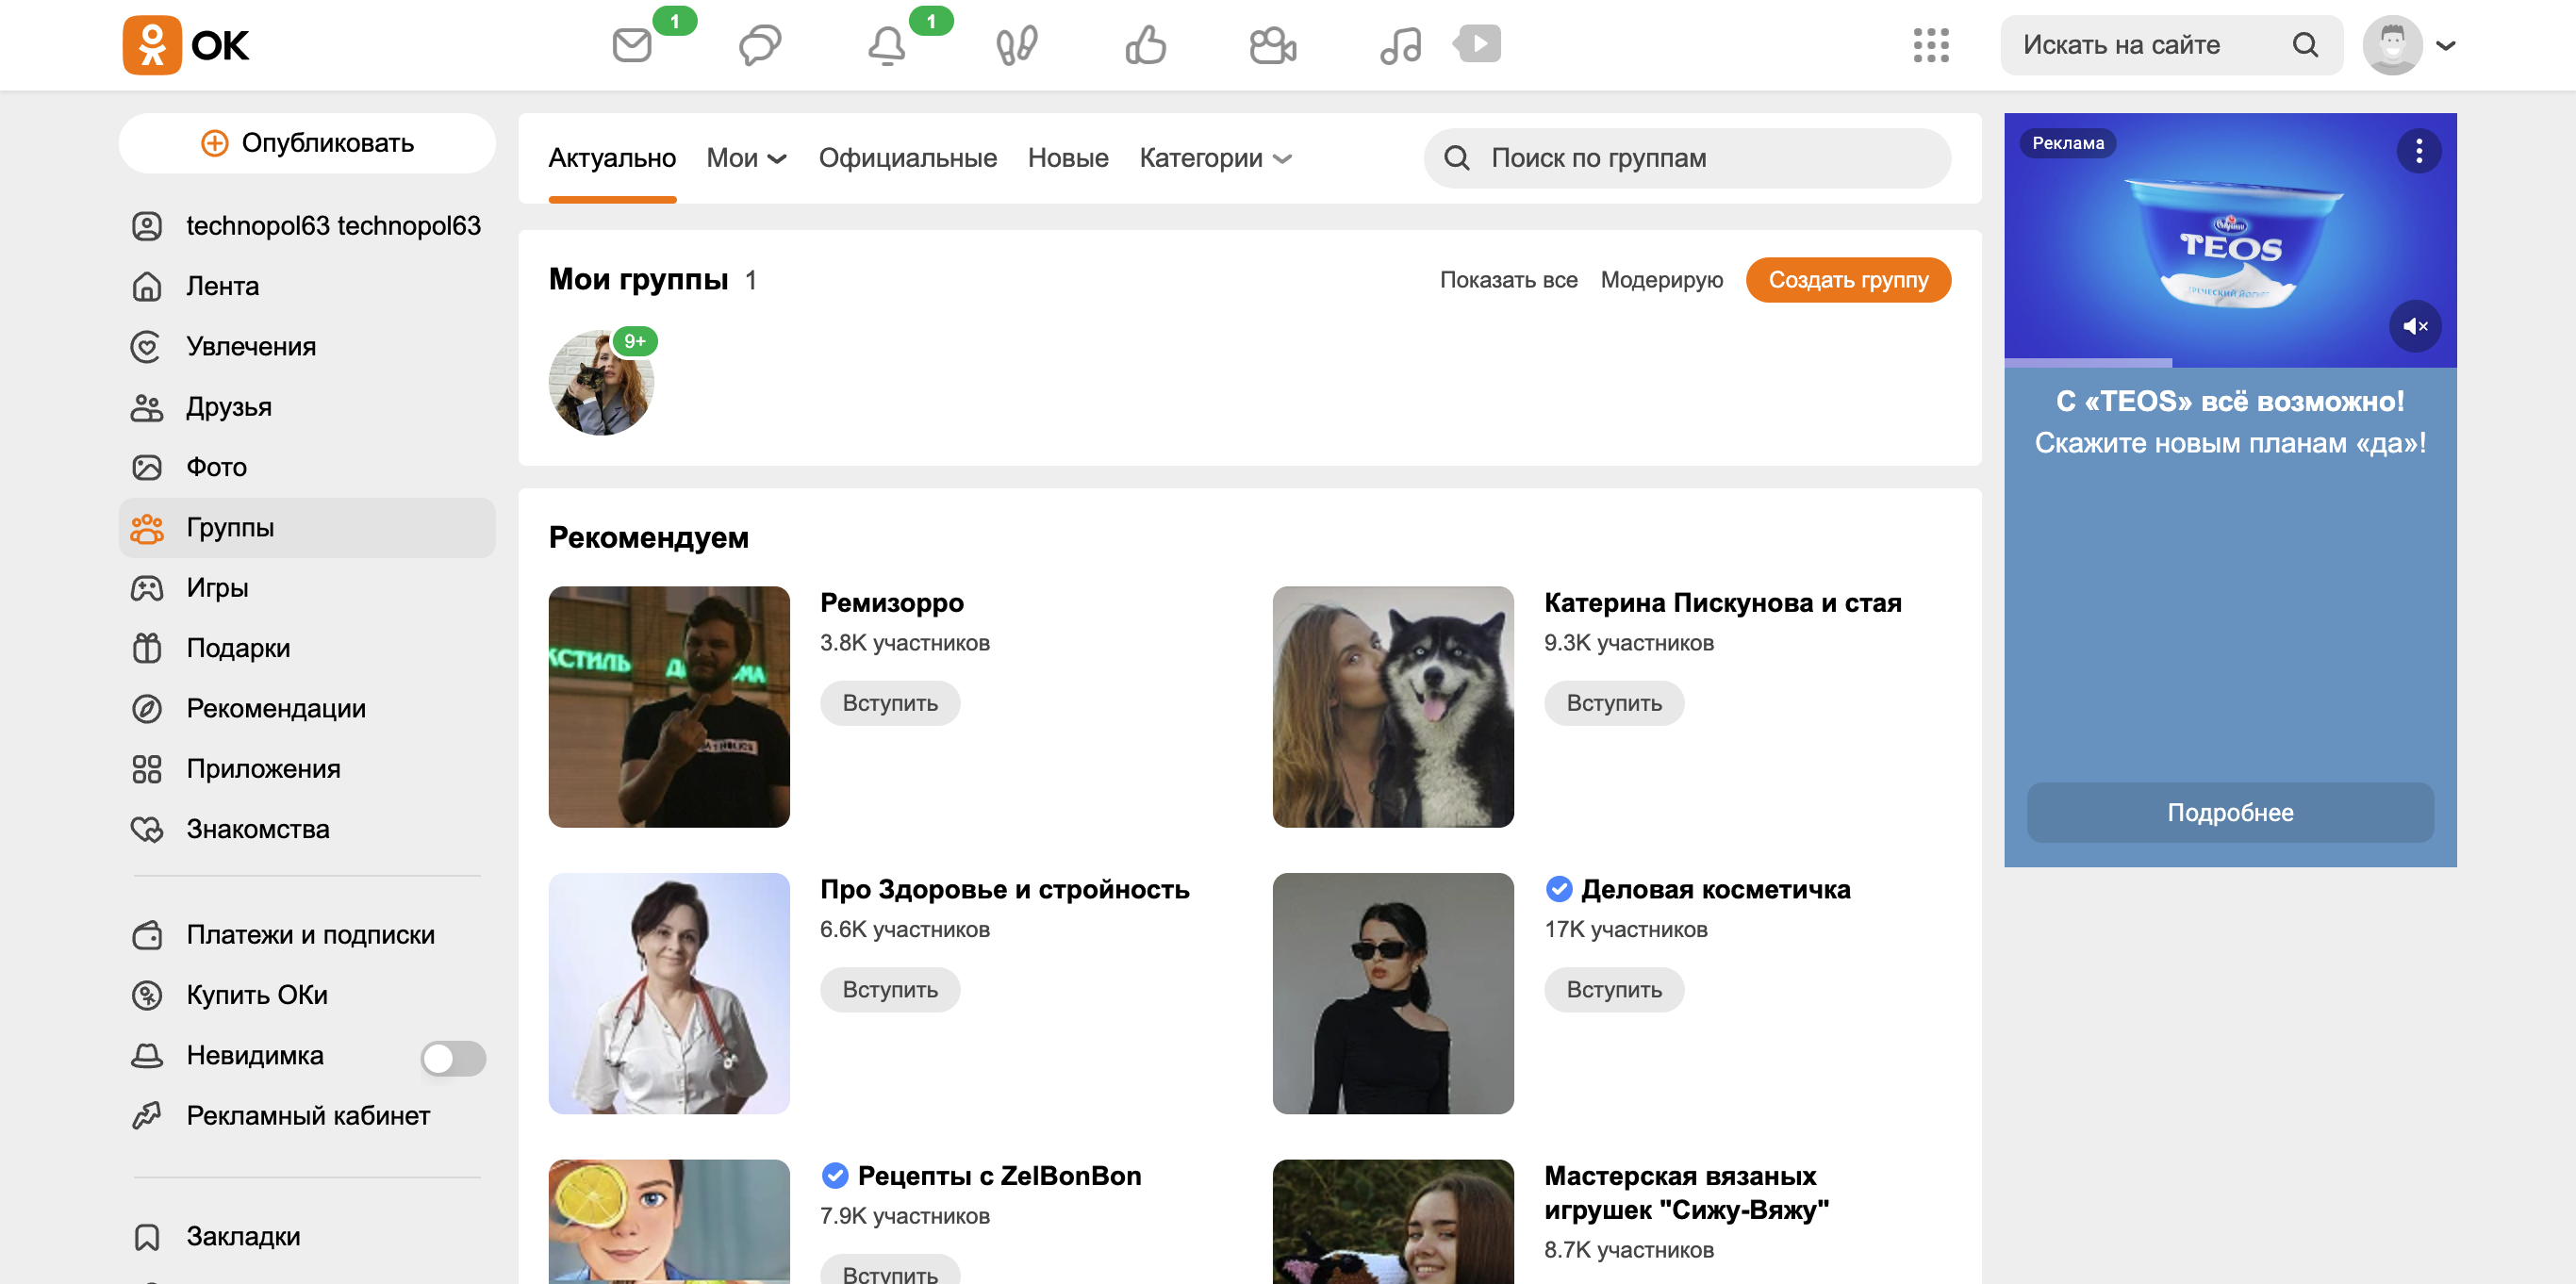 ОК
1
1
Искать на сайте
Опубликовать
technopol63 technopol63
Лента
Увлечения
Друзья
Фото
Группы
Игры
Подарки
Рекомендации
Приложения
Знакомства
Платежи и подписки
Купить ОКи
Невидимка
Рекламный кабинет
Закладки
Актуально
Мои
Официальные
Новые
Категории
Поиск по группам
Мои группы 1
Показать все
Модерирую
Создать группу
9+
Рекомендуем
КСТИЛЬ
Ремизорро
3.8K участников
Вступить
Катерина Пискунова и стая
9.3K участников
Вступить
Про Здоровье и стройность
6.6K участников
Вступить
Деловая косметичка
17K участников
Вступить
Рецепты с ZelBonBon
7.9K участников
Вступить
Мастерская вязаных
игрушек "Сижу-Вяжу"
8.7K участников
Реклама
TEOS
ГРЕЧЕСКИЙ ЙОГУРТ
С «TEOS» всё возможно!
Скажите новым планам «да»!
Подробнее